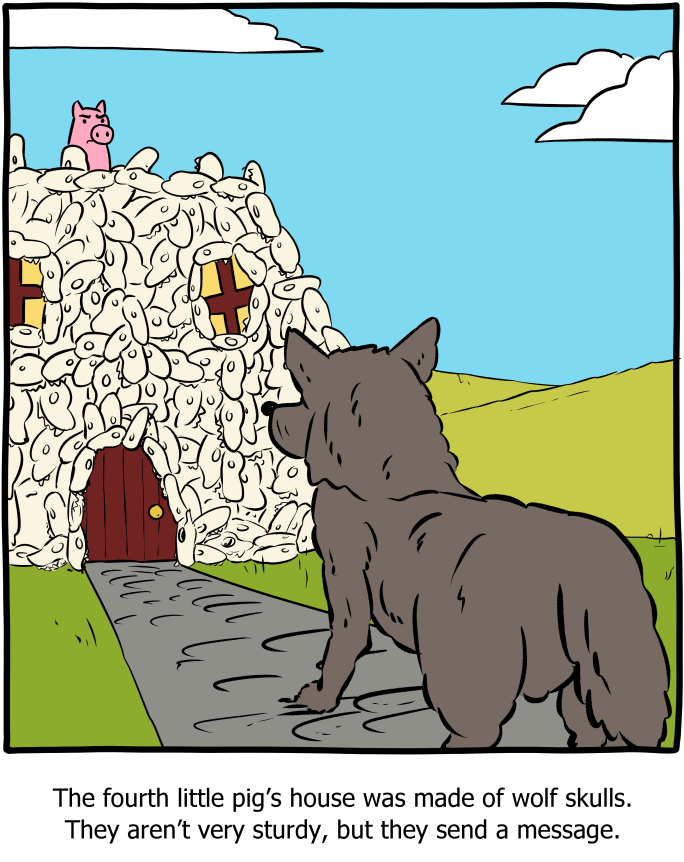 The fourth little pig’s house was made of wolf skulls.
They aren’t very sturdy, but they send a message.